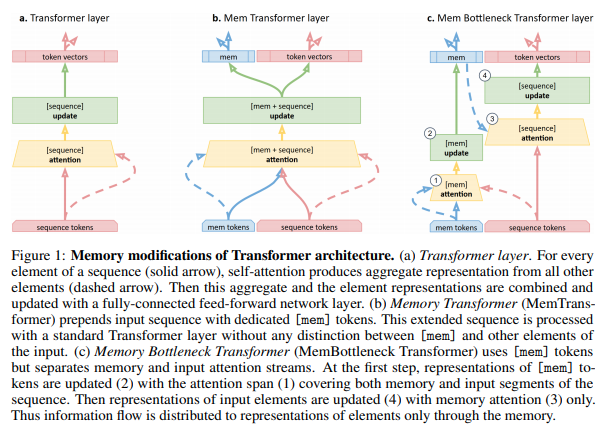 a. Transformer layer
b. Mem Transformer layer
c. Mem Bottleneck Transformer layer
token vectors
mem
token vectors
mem
token vectors
4
[sequence]
update
[mem + sequence]
update
[sequence]
update
3
[sequence]
attention
2
[mem]
update
[sequence]
attention
[mem + sequence]
attention
1
[mem]
attention
sequence tokens
mem tokens
sequence tokens
mem tokens
sequence tokens
Figure 1: Memory modifications of Transformer architecture. (a) Transformer layer. For every
element of a sequence (solid arrow), self-attention produces aggregate representation from all other
elements (dashed arrow). Then this aggregate and the element representations are combined and
updated with a fully-connected feed-forward network layer. (b) Memory Transformer (MemTrans-
former) prepends input sequence with dedicated [mem] tokens. This extended sequence is processed
with a standard Transformer layer without any distinction between [mem] and other elements of
the input. (c) Memory Bottleneck Transformer (MemBottleneck Transformer) uses [mem] tokens
but separates memory and input attention streams. At the first step, representations of [mem] to-
kens are updated (2) with the attention span (1) covering both memory and input segments of the
sequence. Then representations of input elements are updated (4) with memory attention (3) only.
Thus information flow is distributed to representations of elements only through the memory.